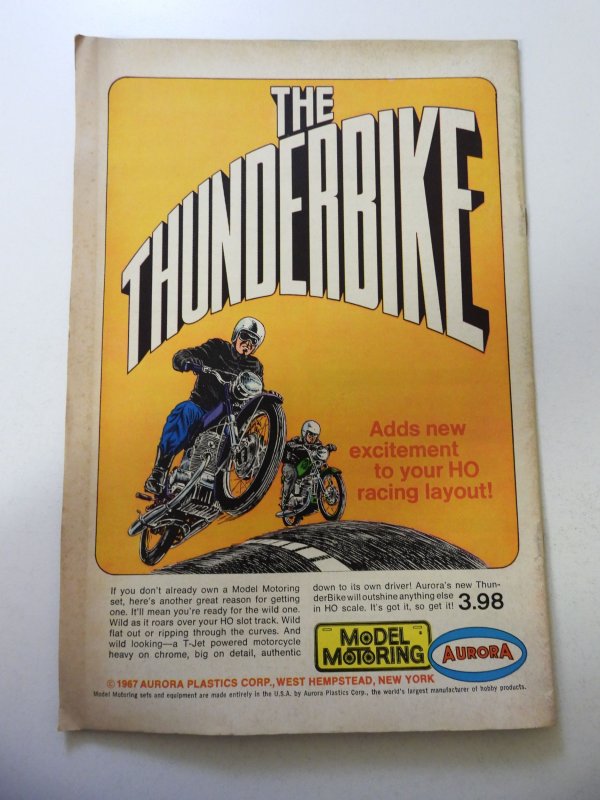 THE
THUNDERBIKE
Adds new
excitement
to your HO
racing layout!
If you don't already own a Model Motoring
set, here's another great reason for getting
one. It'll mean you're ready for the wild one.
Wild as it roars over your HO slot track. Wild
flat out or ripping through the curves. And
wild looking—a T-Jet powered motorcycle
heavy on chrome, big on detail, authentic
down to its own driver! Aurora's new Thun-
derBike will outshine anything else
in HO scale. It's got it, so get it! 3.98
MODEL
MOTORING
AURORA
© 1967 AURORA PLASTICS CORP., WEST HEMPSTEAD, NEW YORK
Model Motoring sets and equipment are made entirely in the U.S.A. by Aurora Plastics Corp., the world's largest manufacturer of hobby products.